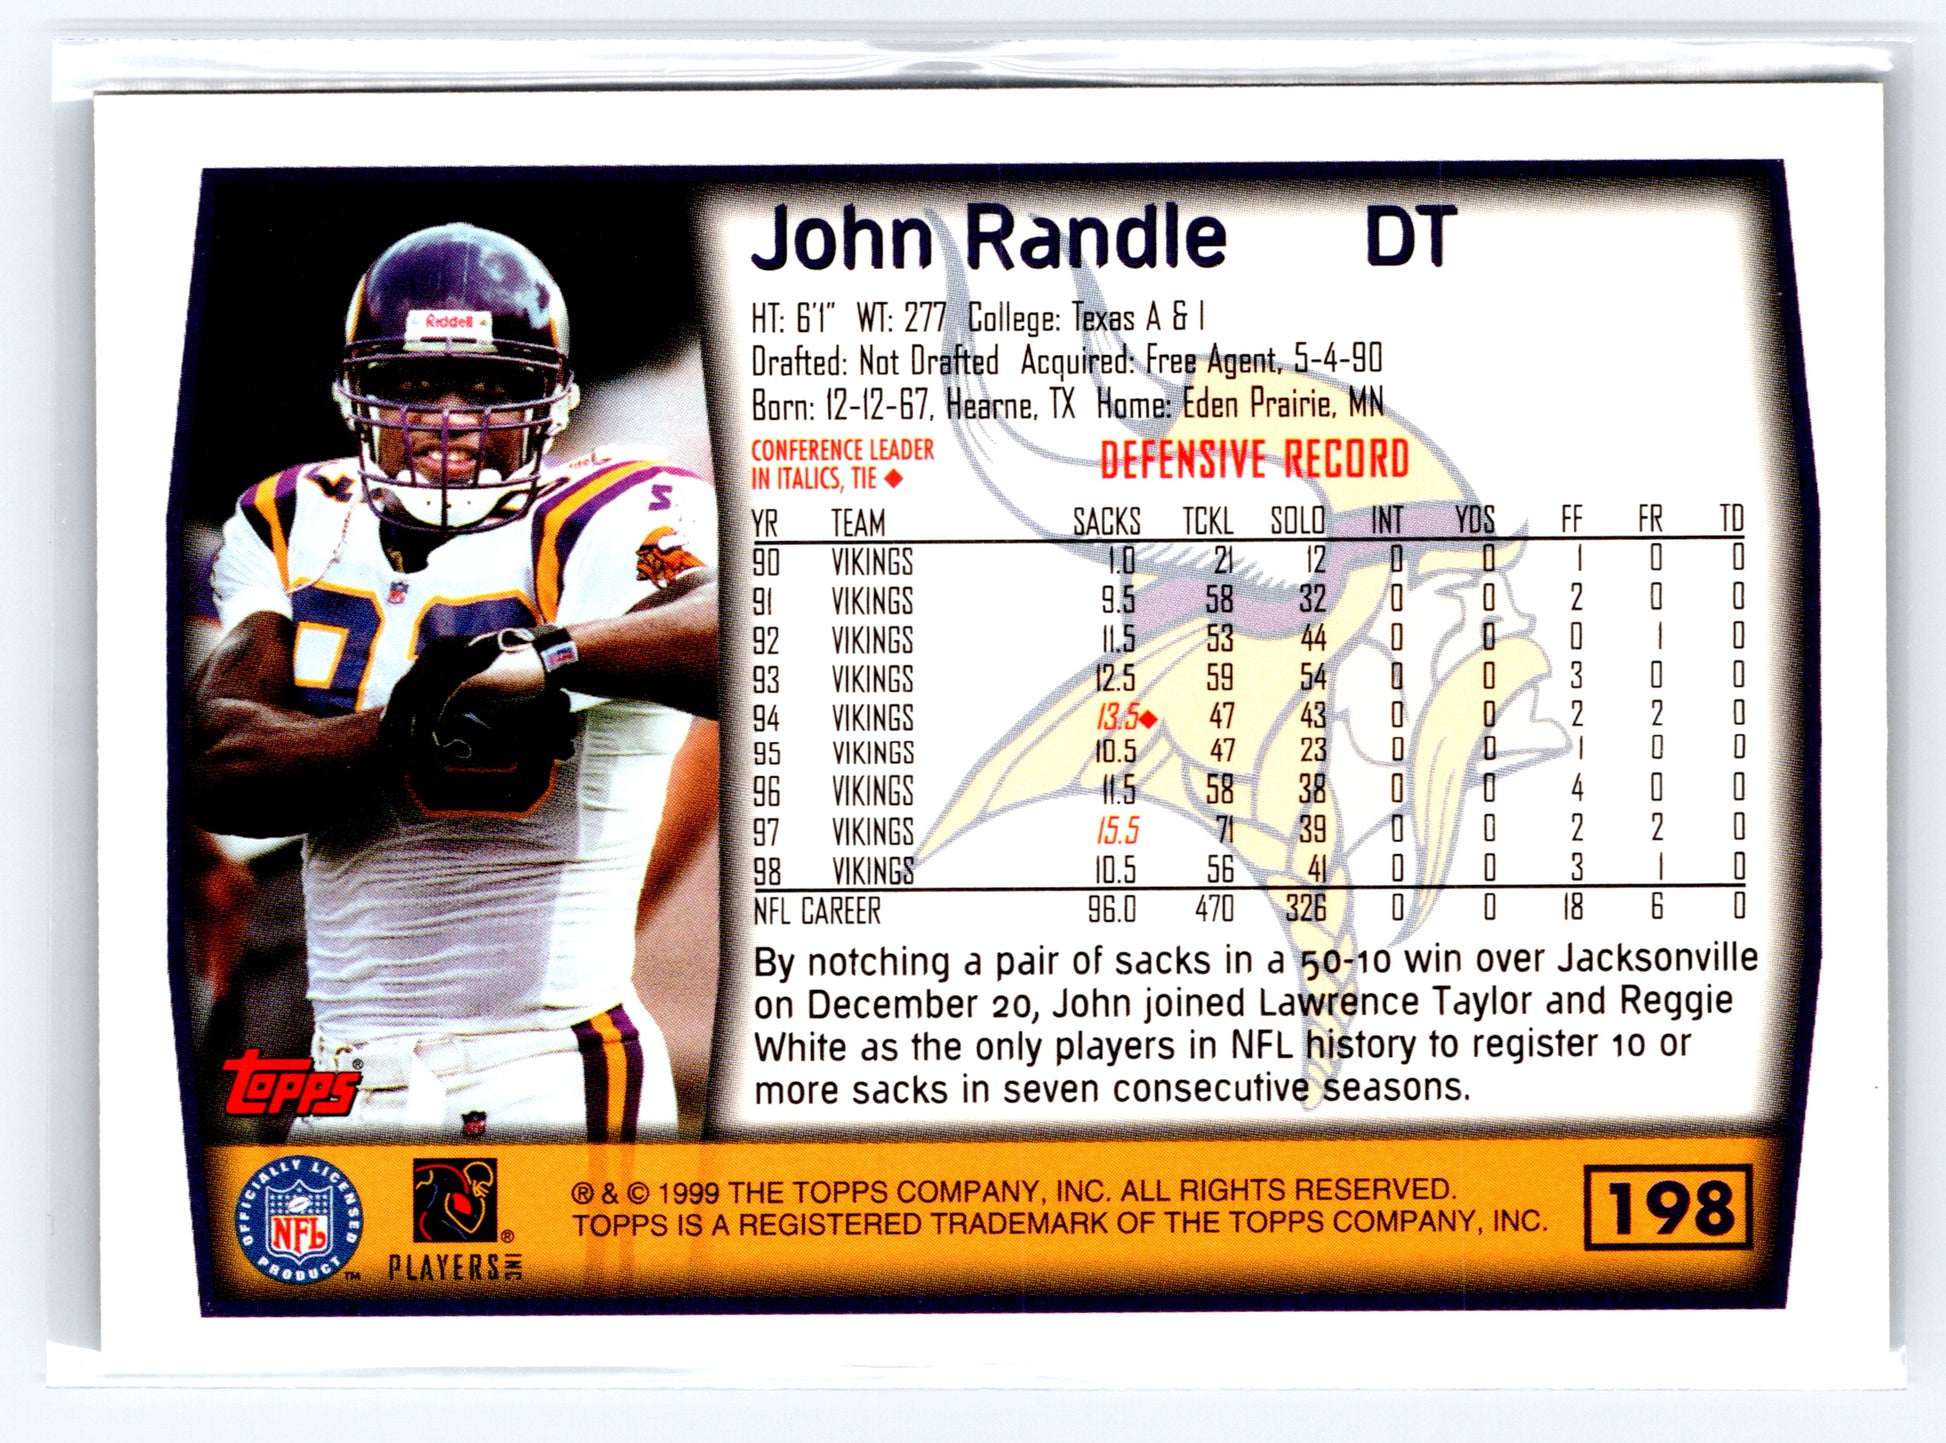 John Randle DT
HT: 6'1" WT: 277 College: Texas A & I
Drafted: Not Drafted Acquired: Free Agent, 5-4-90
Born: 12-12-67, Hearne, TX Home: Eden Prairie, MN
CONFERENCE LEADER
IN ITALICS, TIE ◆
DEFENSIVE RECORD
YR TEAM SACKS TCKL SOLO INT YDS FF FR TD
90 VIKINGS 1.0 21 12 0 0 1 0 0
91 VIKINGS 9.5 58 32 0 0 2 0 0
92 VIKINGS 11.5 53 44 0 0 0 1 0
93 VIKINGS 12.5 59 54 0 0 3 0 0
94 VIKINGS 13.5◆ 47 43 0 0 2 2 0
95 VIKINGS 10.5 47 23 0 0 1 0 0
96 VIKINGS 11.5 58 38 0 0 4 0 0
97 VIKINGS 15.5 71 39 0 0 2 2 0
98 VIKINGS 10.5 56 41 0 0 3 1 0
NFL CAREER 96.0 470 326 0 0 18 6 0
By notching a pair of sacks in a 50-10 win over Jacksonville
on December 20, John joined Lawrence Taylor and Reggie
White as the only players in NFL history to register 10 or
more sacks in seven consecutive seasons.
Riddell
TOPPS®
OFFICIALLY LICENSED
NFL
PRODUCT™
PLAYERS INC®
® & © 1999 THE TOPPS COMPANY, INC. ALL RIGHTS RESERVED.
TOPPS IS A REGISTERED TRADEMARK OF THE TOPPS COMPANY, INC.
198